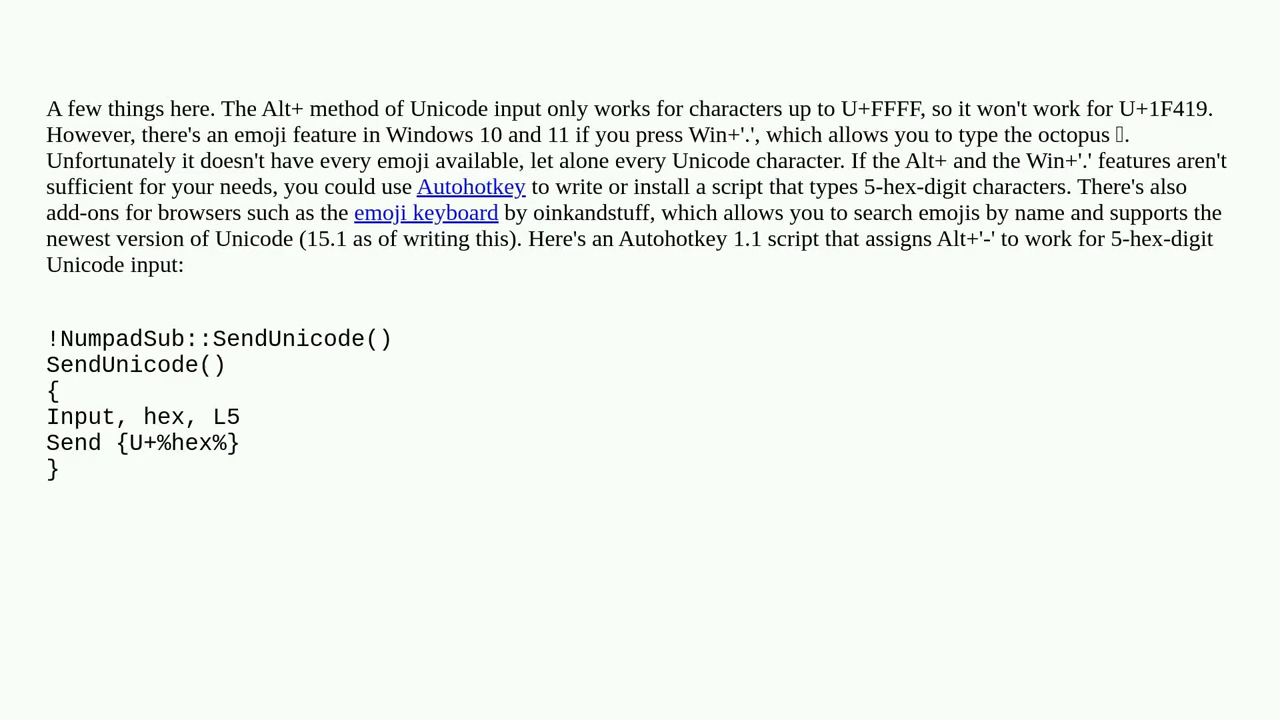 A few things here. The Alt+ method of Unicode input only works for characters up to U+FFFF, so it won't work for U+1F419.
However, there's an emoji feature in Windows 10 and 11 if you press Win+'.', which allows you to type the octopus .
Unfortunately it doesn't have every emoji available, let alone every Unicode character. If the Alt+ and the Win+'.' features aren't
sufficient for your needs, you could use Autohotkey to write or install a script that types 5-hex-digit characters. There's also
add-ons for browsers such as the emoji keyboard by oinkandstuff, which allows you to search emojis by name and supports the
newest version of Unicode (15.1 as of writing this). Here's an Autohotkey 1.1 script that assigns Alt+'-' to work for 5-hex-digit
Unicode input:
!NumpadSub::SendUnicode()
SendUnicode()
{
Input, hex, L5
Send {U+%hex%}
}